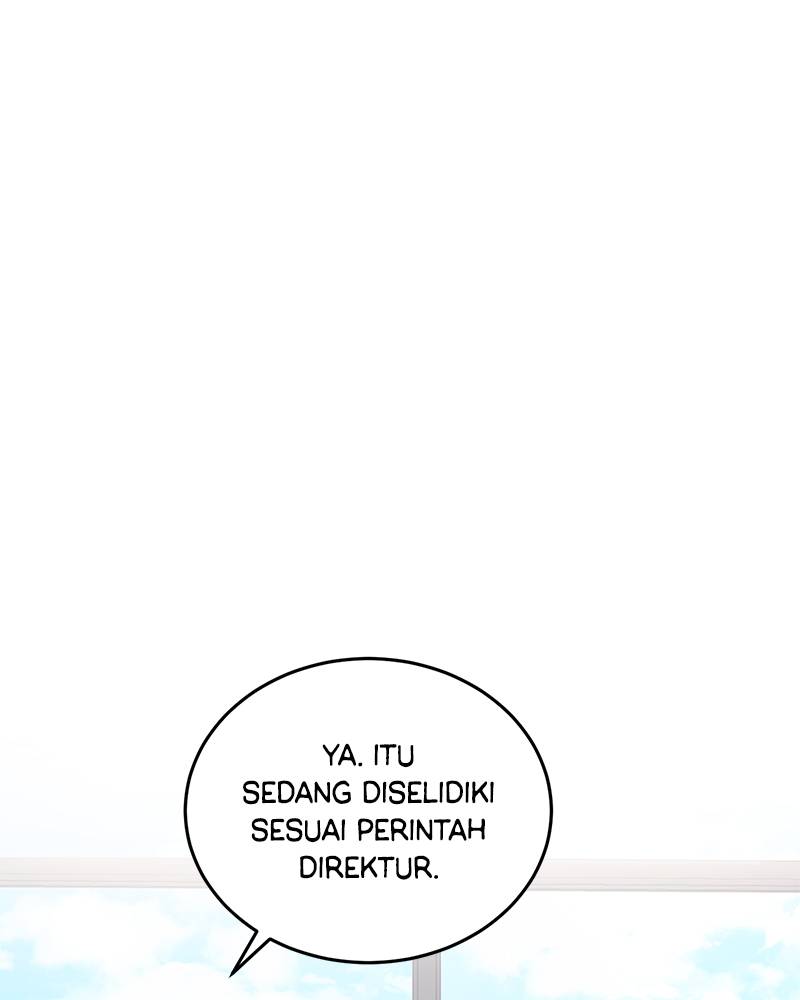 YA. ITU
SEDANG DISELIDIKI
SESUAI PERINTAH
DIREKTUR.